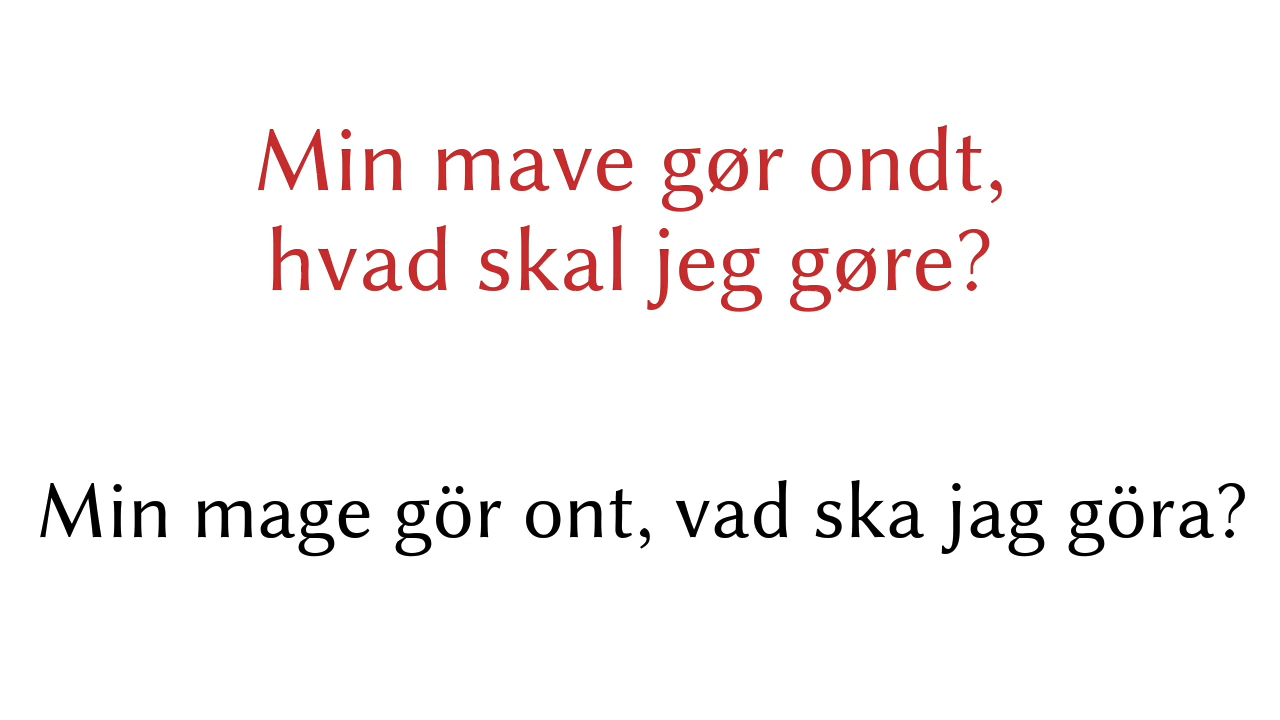 Min mave gør ondt,
hvad skal jeg gøre?
Min mage gör ont, vad ska jag göra?